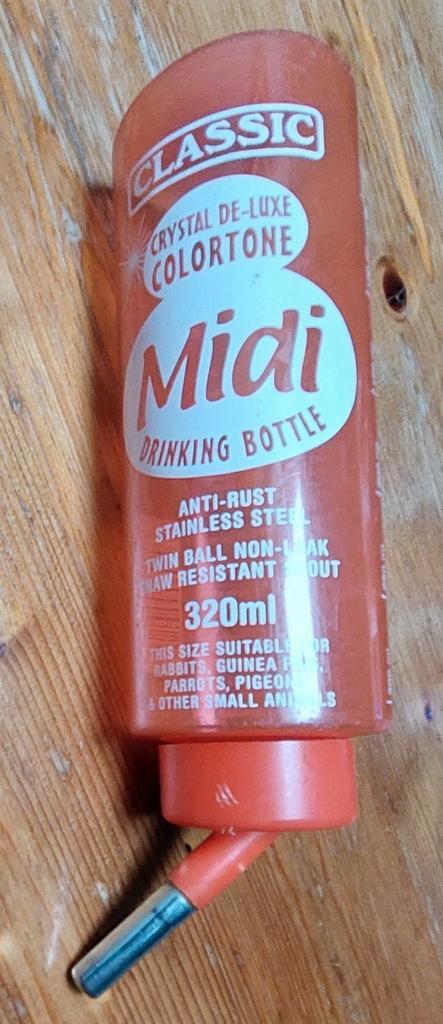 CLASSIC
CRYSTAL DE-LUXE
COLORTONE
Midi
DRINKING BOTTLE
ANTI-RUST
STAINLESS STEEL
TWIN BALL NON-LEAK
GNAW RESISTANT SPOUT
320ml
THIS SIZE SUITABLE FOR
RABBITS, GUINEA PIGS,
PARROTS, PIGEONS
& OTHER SMALL ANIMALS